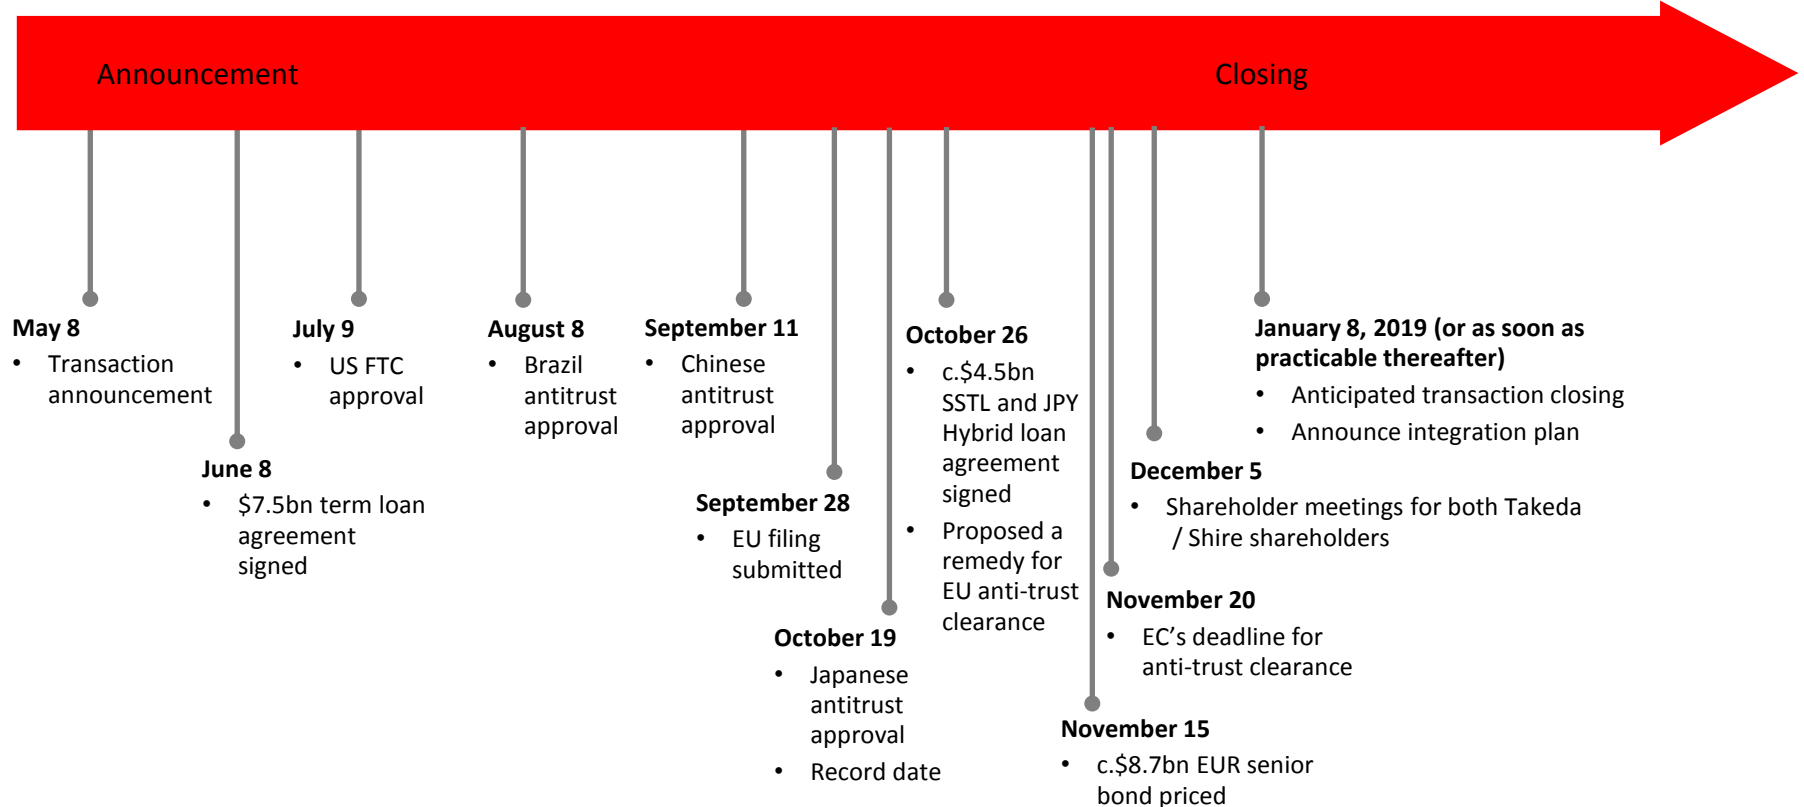 Announcement
Closing
May 8
• Transaction
announcement
June 8
• $7.5bn term loan
agreement
signed
July 9
• US FTC
approval
August 8
• Brazil
antitrust
approval
September 11
• Chinese
antitrust
approval
September 28
• EU filing
submitted
October 19
• Japanese
antitrust
approval
• Record date
October 26
• c.$4.5bn
SSTL and JPY
Hybrid loan
agreement
signed
• Proposed a
remedy for
EU anti-trust
clearance
November 15
• c.$8.7bn EUR senior
bond priced
November 20
• EC’s deadline for
anti-trust clearance
December 5
• Shareholder meetings for both Takeda
/ Shire shareholders
January 8, 2019 (or as soon as
practicable thereafter)
• Anticipated transaction closing
• Announce integration plan